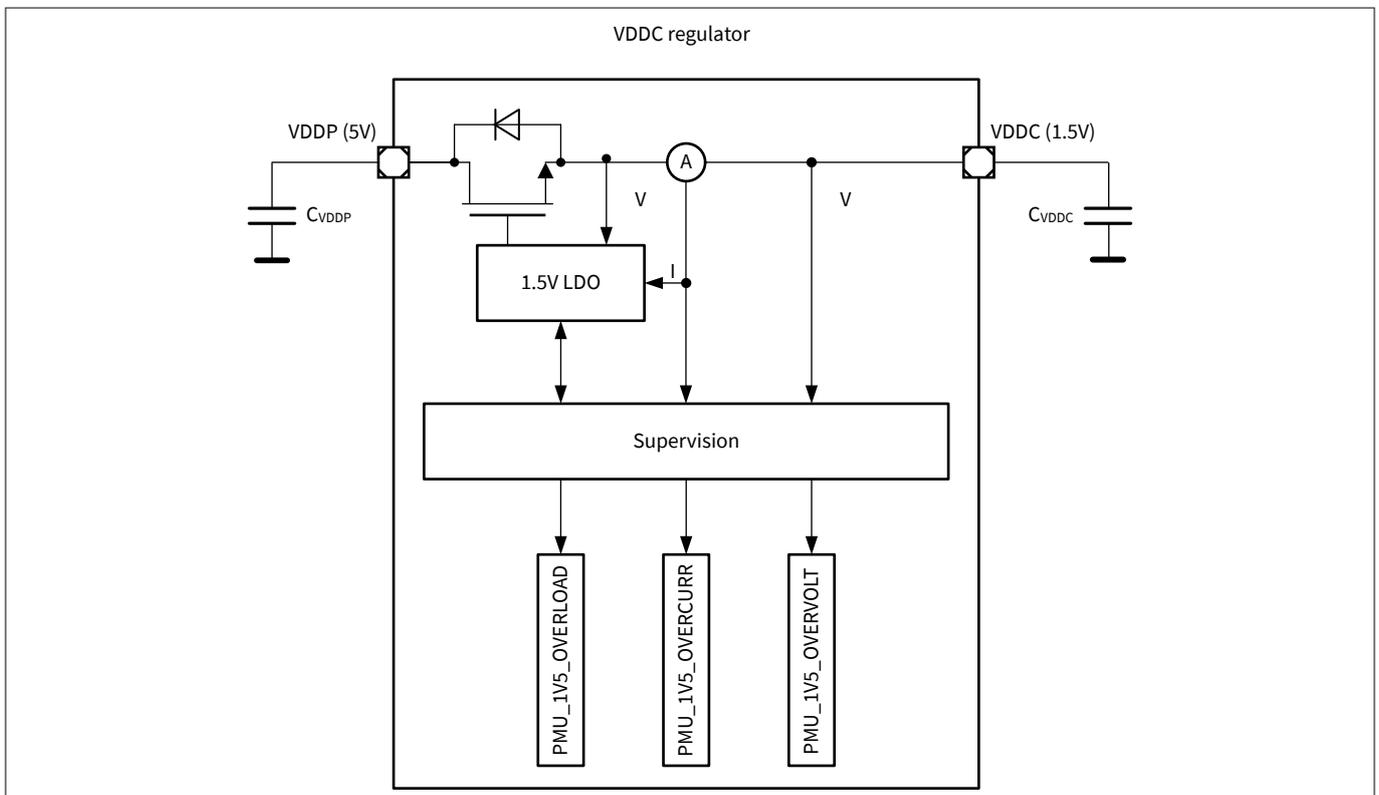 VDDC regulator
VDDP (5V)
VDDC (1.5V)
A
V
V
CVDDP
CVDDC
I
1.5V LDO
Supervision
PMU_1V5_OVERLOAD
PMU_1V5_OVERCURR
PMU_1V5_OVERVOLT